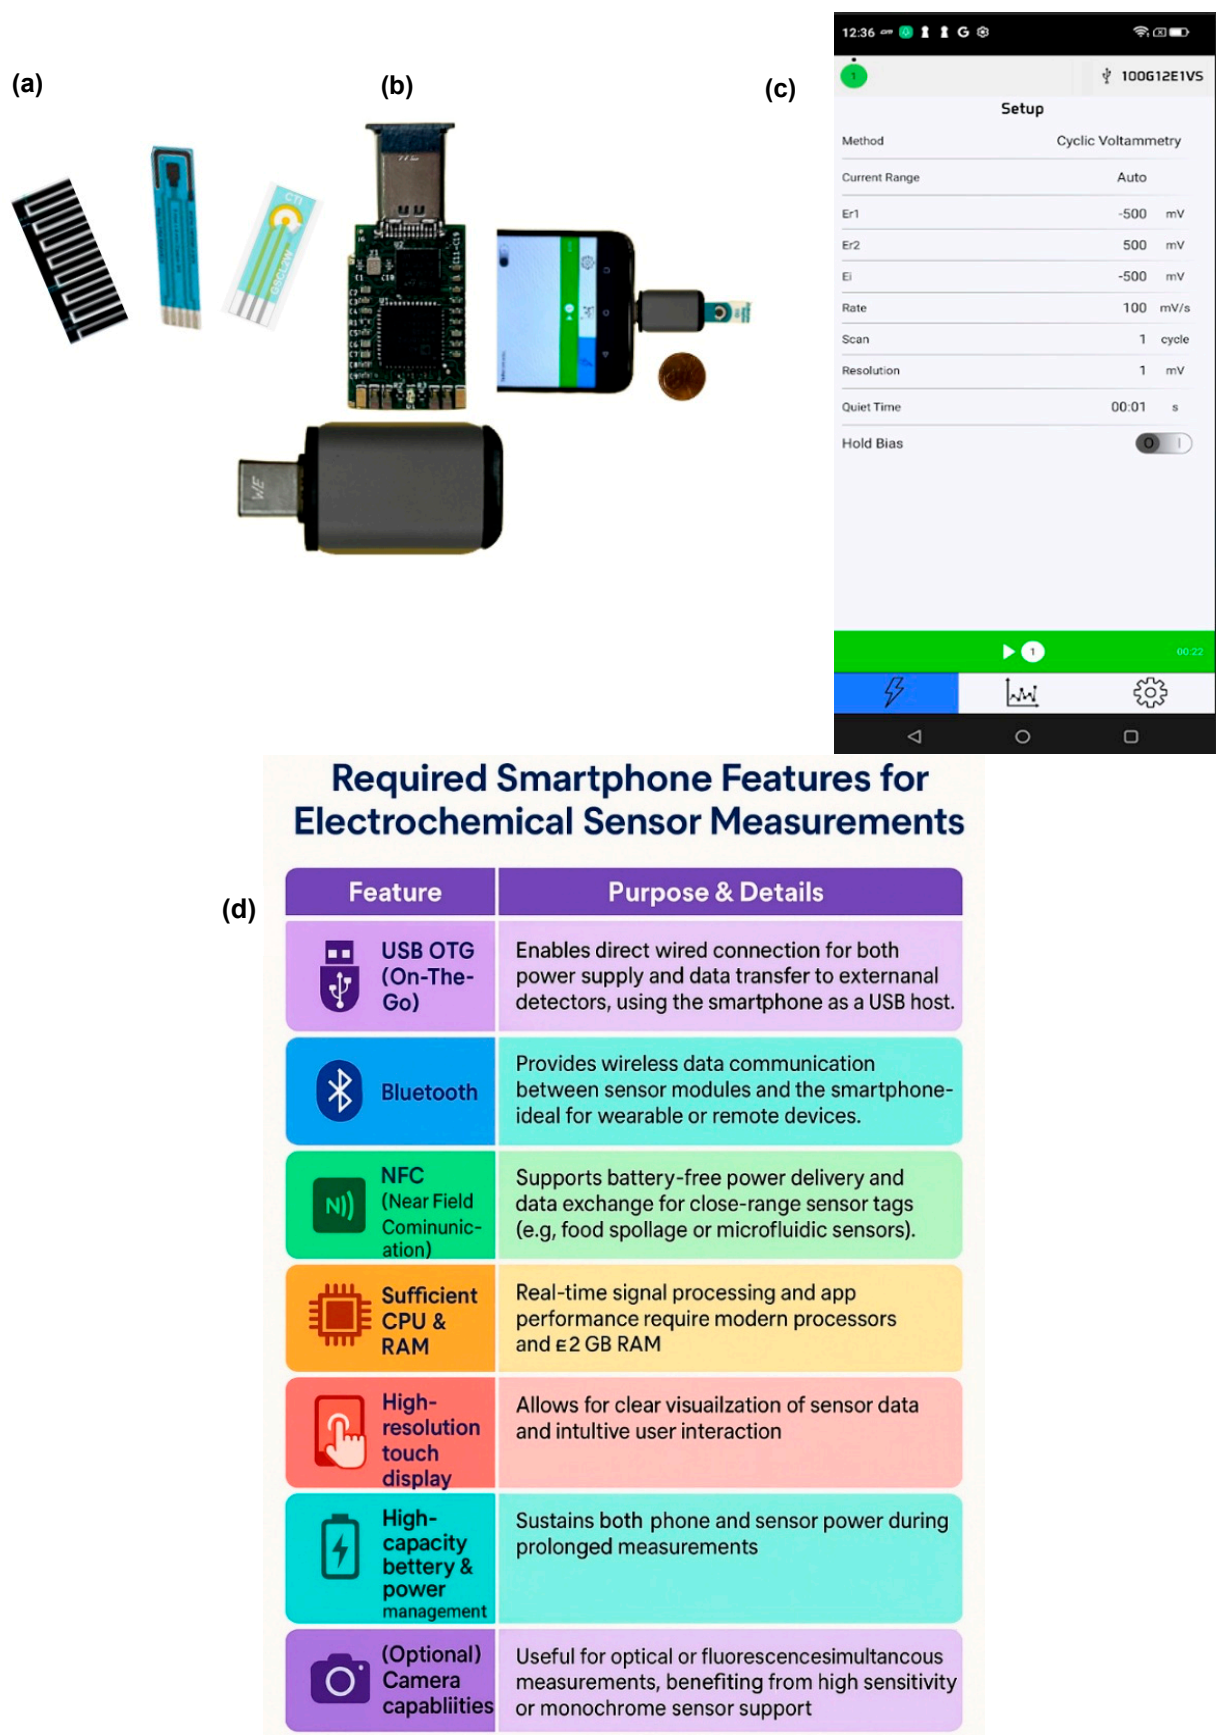 (a)
(b)
(c)
CTI
GSCL2W
WE
12:36
G
1
100G12E1VS
Setup
Method Cyclic Voltammetry
Current Range Auto
Er1 -500 mV
Er2 500 mV
Ei -500 mV
Rate 100 mV/s
Scan 1 cycle
Resolution 1 mV
Quiet Time 00:01 s
Hold Bias O I
1 00:22
Required Smartphone Features for
Electrochemical Sensor Measurements
(d)
Feature Purpose & Details
USB OTG
(On-The-
Go)
Enables direct wired connection for both
power supply and data transfer to externanal
detectors, using the smartphone as a USB host.
Bluetooth
Provides wireless data communication
between sensor modules and the smartphone-
ideal for wearable or remote devices.
NFC
(Near Field
Cominunic-
ation)
Supports battery-free power delivery and
data exchange for close-range sensor tags
(e.g, food spollage or microfluidic sensors).
Sufficient
CPU &
RAM
Real-time signal processing and app
performance require modern processors
and E2 GB RAM
High-
resolution
touch
display
Allows for clear visuailzation of sensor data
and intuitive user interaction
High-
capacity
bettery &
power
management
Sustains both phone and sensor power during
prolonged measurements
(Optional)
Camera
capabliities
Useful for optical or fluorescencesimultancous
measurements, benefiting from high sensitivity
or monochrome sensor support